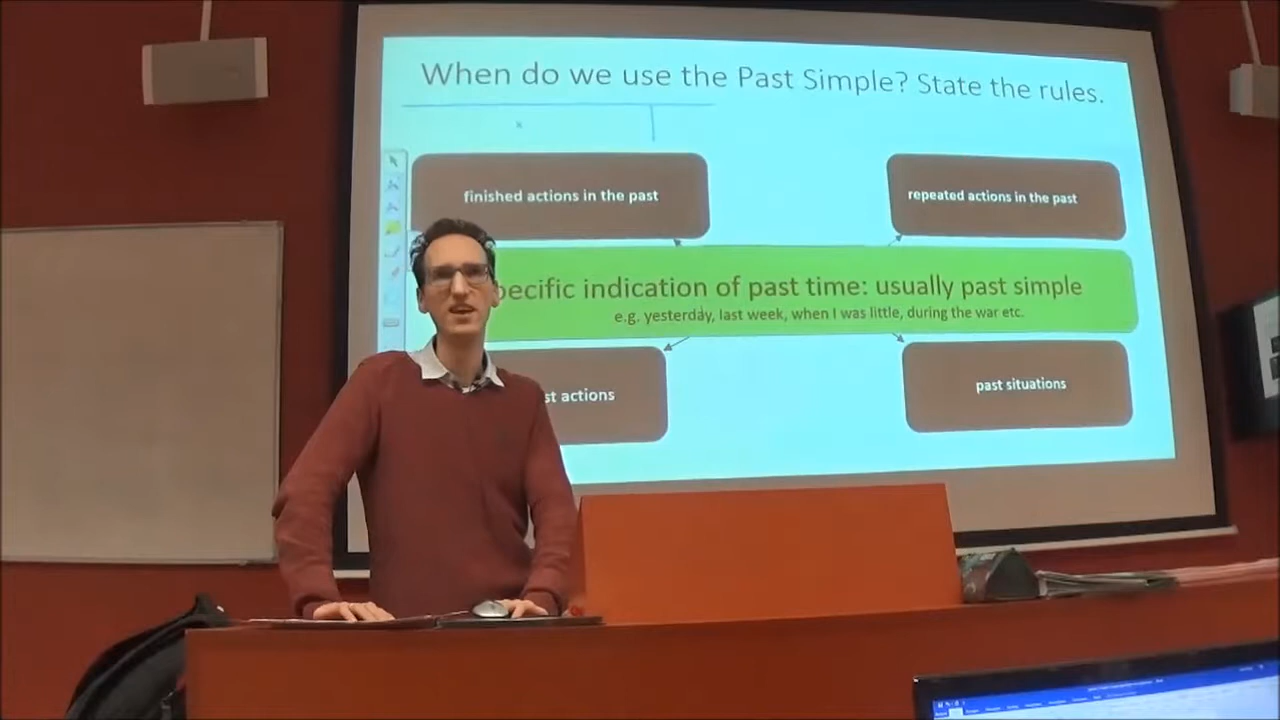 When do we use the Past Simple? State the rules.
x
finished actions in the past
repeated actions in the past
pecific indication of past time: usually past simple
e.g. yesterday, last week, when I was little, during the war etc.
st actions
past situations